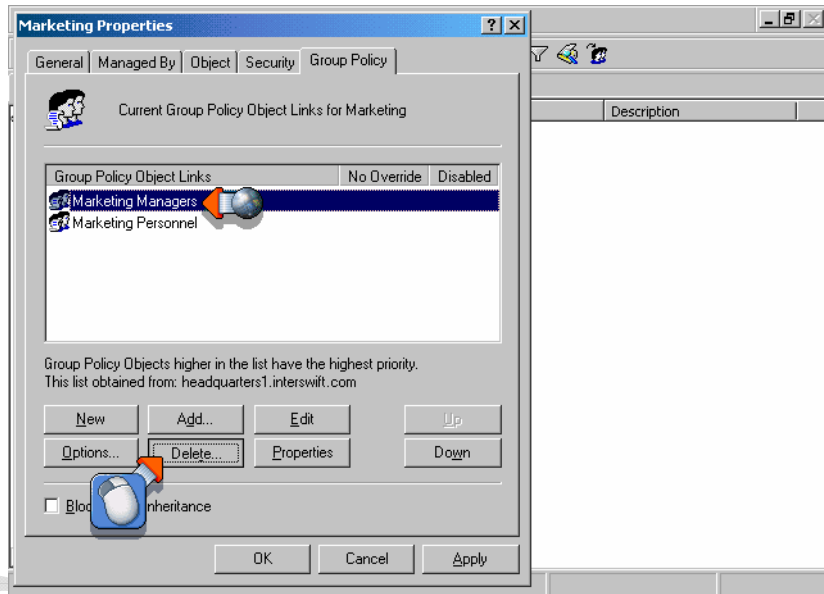 Marketing Properties
General Managed By Object Security Group Policy
Current Group Policy Object Links for Marketing
Description
Group Policy Object Links No Override Disabled
Marketing Managers
Marketing Personnel
Group Policy Objects higher in the list have the highest priority.
This list obtained from: headquarters1.interswift.com
New Add... Edit Up
Options... Delete... Properties Down
nheritance
OK Cancel Apply